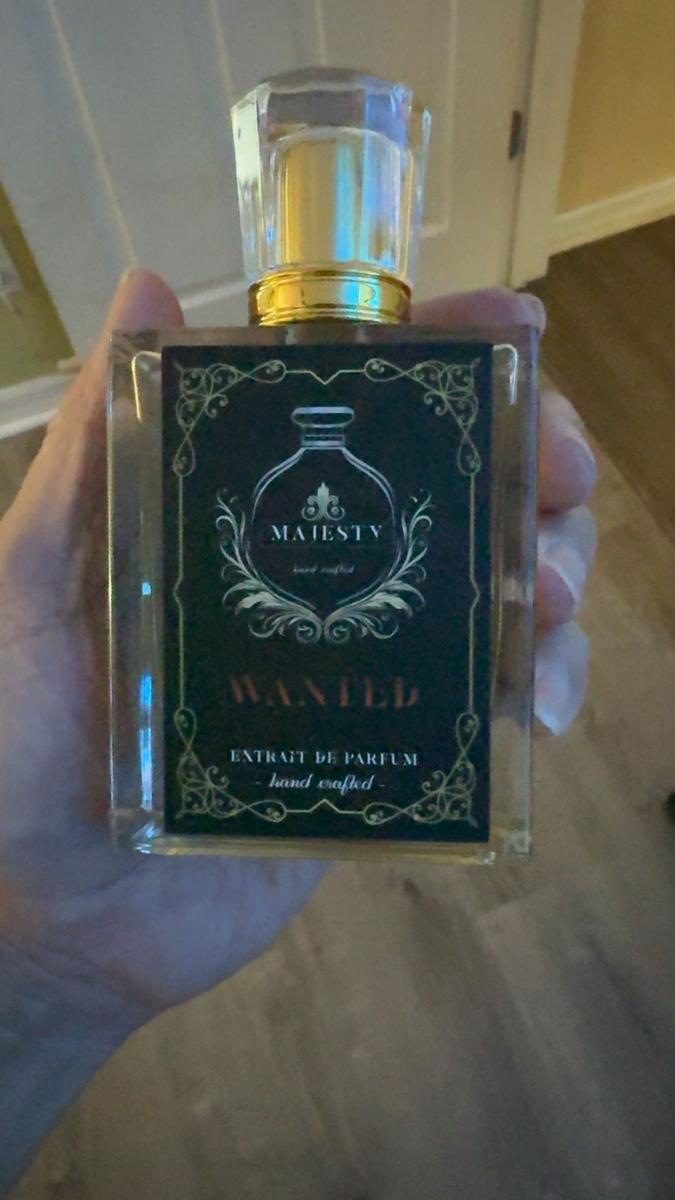 MAJESTY
hand crafted
WANTED
EXTRAIT DE PARFUM
- hand crafted -